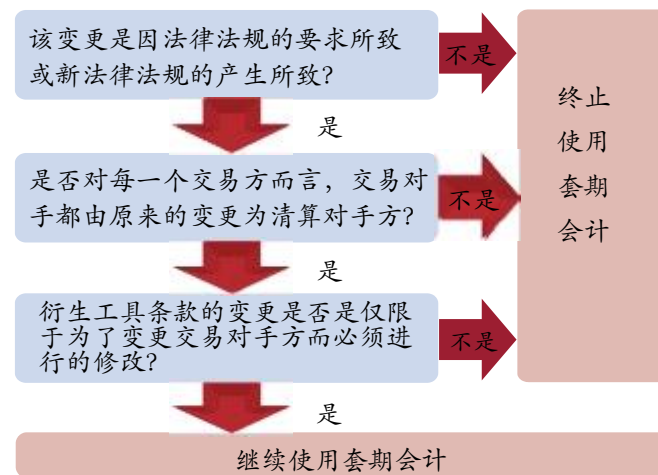 该变更是因法律法规的要求所致
或新法律法规的产生所致?
不是
是
是否对每一个交易方而言，交易对
手都由原来的变更为清算对手方?
不是
是
衍生工具条款的变更是否是仅限
于为了变更交易对手方而必须进
行的修改?
不是
是
终止
使用
套期
会计
继续使用套期会计